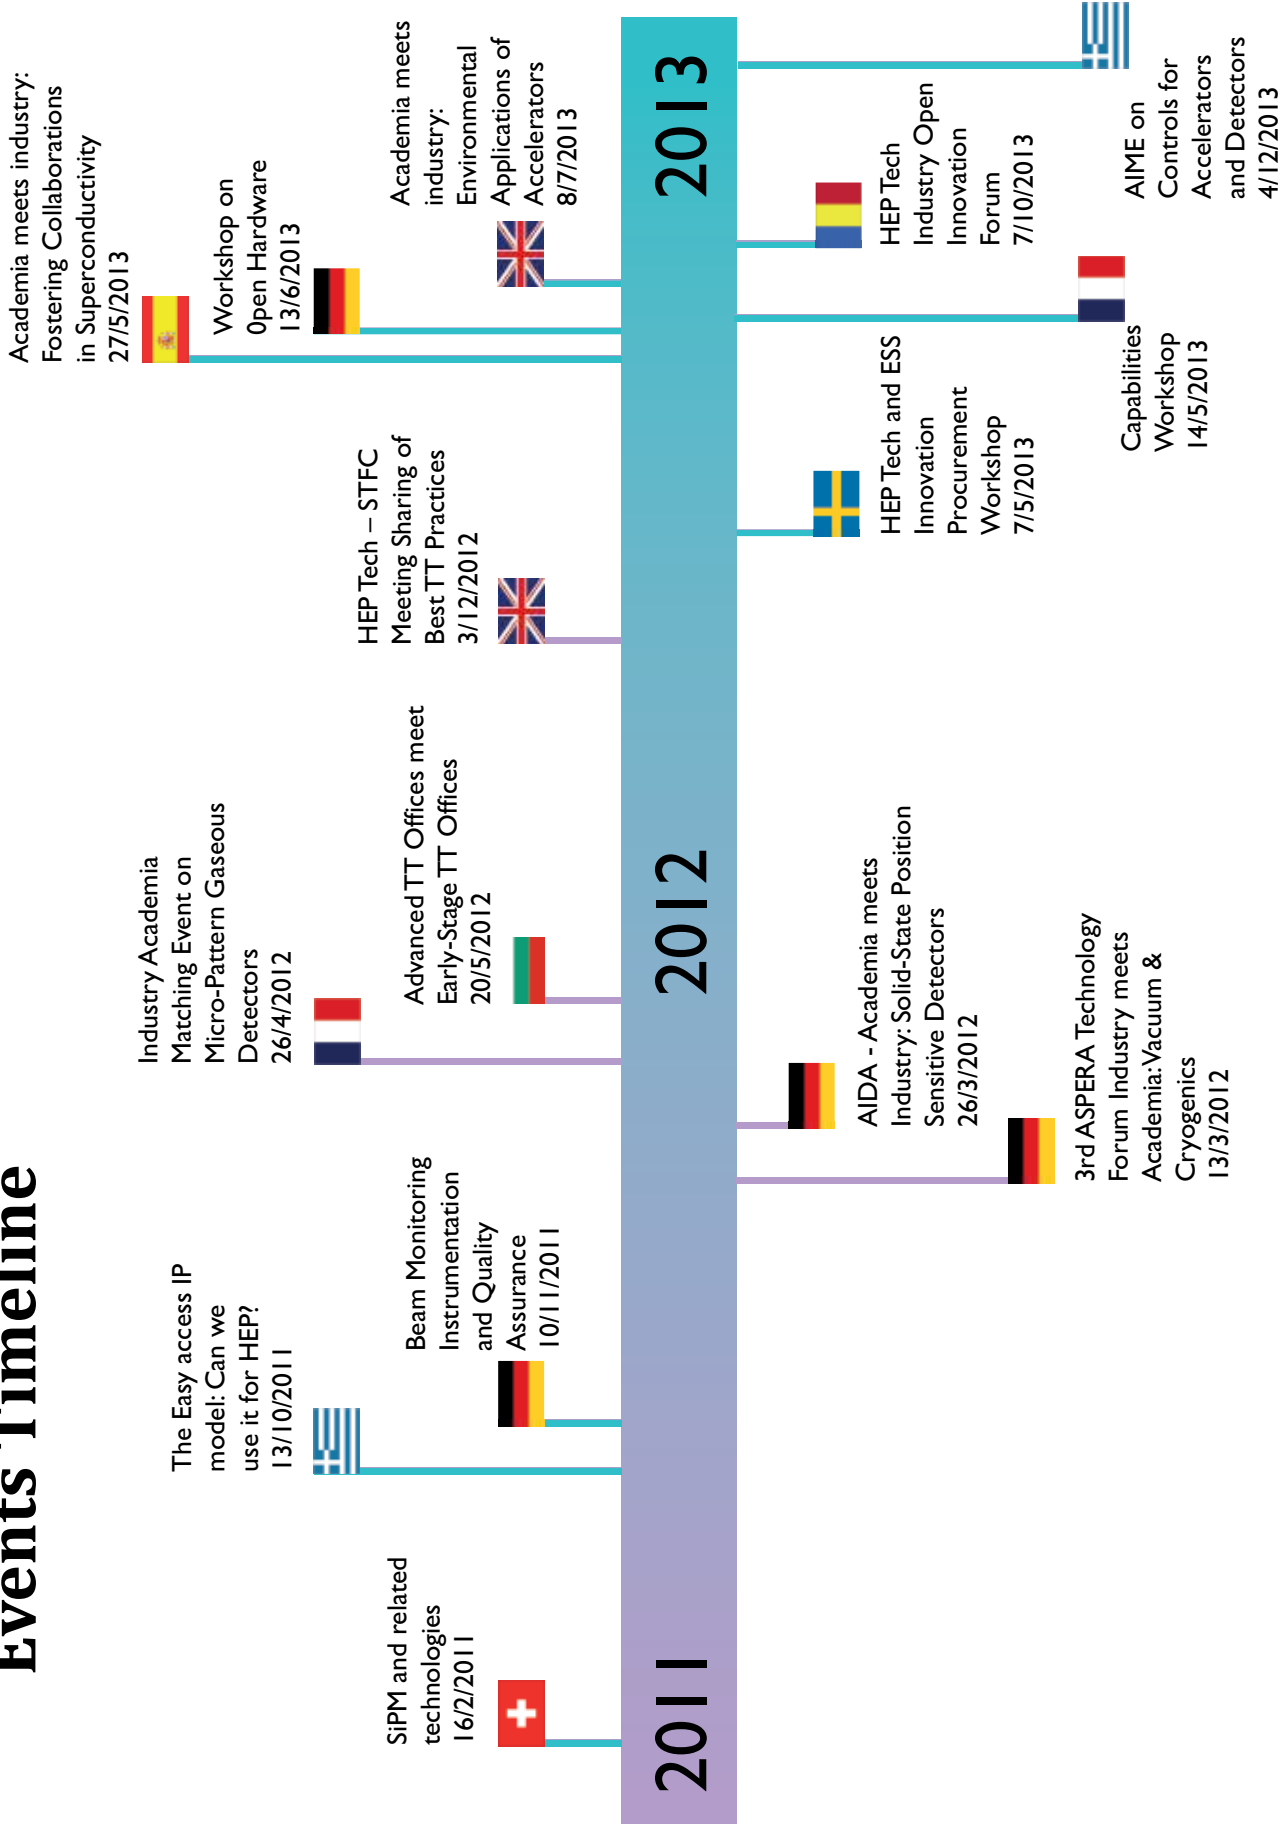 Events Timeline
Academia meets industry:
Fostering Collaborations
in Superconductivity
27/5/2013
Industry Academia
Matching Event on
Micro-Pattern Gaseous
Detectors
26/4/2012
The Easy access IP
model: Can we
use it for HEP?
13/10/2011
Workshop on
0pen Hardware
13/6/2013
HEP Tech – STFC
Meeting Sharing of
Best TT Practices
3/12/2012
SiPM and related
technologies
16/2/2011
Beam Monitoring
Instrumentation
and Quality
Assurance
10/11/2011
Advanced TT Offices meet
Early-Stage TT Offices
20/5/2012
Academia meets
industry:
Environmental
Applications of
Accelerators
8/7/2013
2011
2012
2013
AIDA - Academia meets
Industry: Solid-State Position
Sensitive Detectors
26/3/2012
HEP Tech and ESS
Innovation
Procurement
Workshop
7/5/2013
HEP Tech
Industry Open
Innovation
Forum
7/10/2013
3rd ASPERA Technology
Forum Industry meets
Academia: Vacuum &
Cryogenics
13/3/2012
Capabilities
Workshop
14/5/2013
AIME on
Controls for
Accelerators
and Detectors
4/12/2013